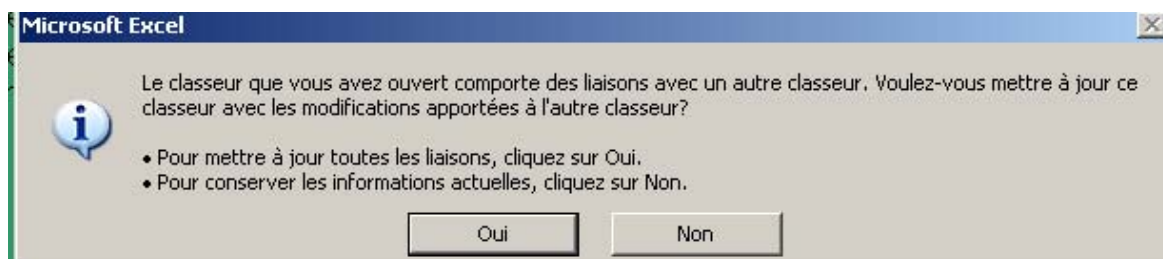 Microsoft Excel
Le classeur que vous avez ouvert comporte des liaisons avec un autre classeur. Voulez-vous mettre à jour ce
classeur avec les modifications apportées à l'autre classeur?
• Pour mettre à jour toutes les liaisons, cliquez sur Oui.
• Pour conserver les informations actuelles, cliquez sur Non.
Oui
Non